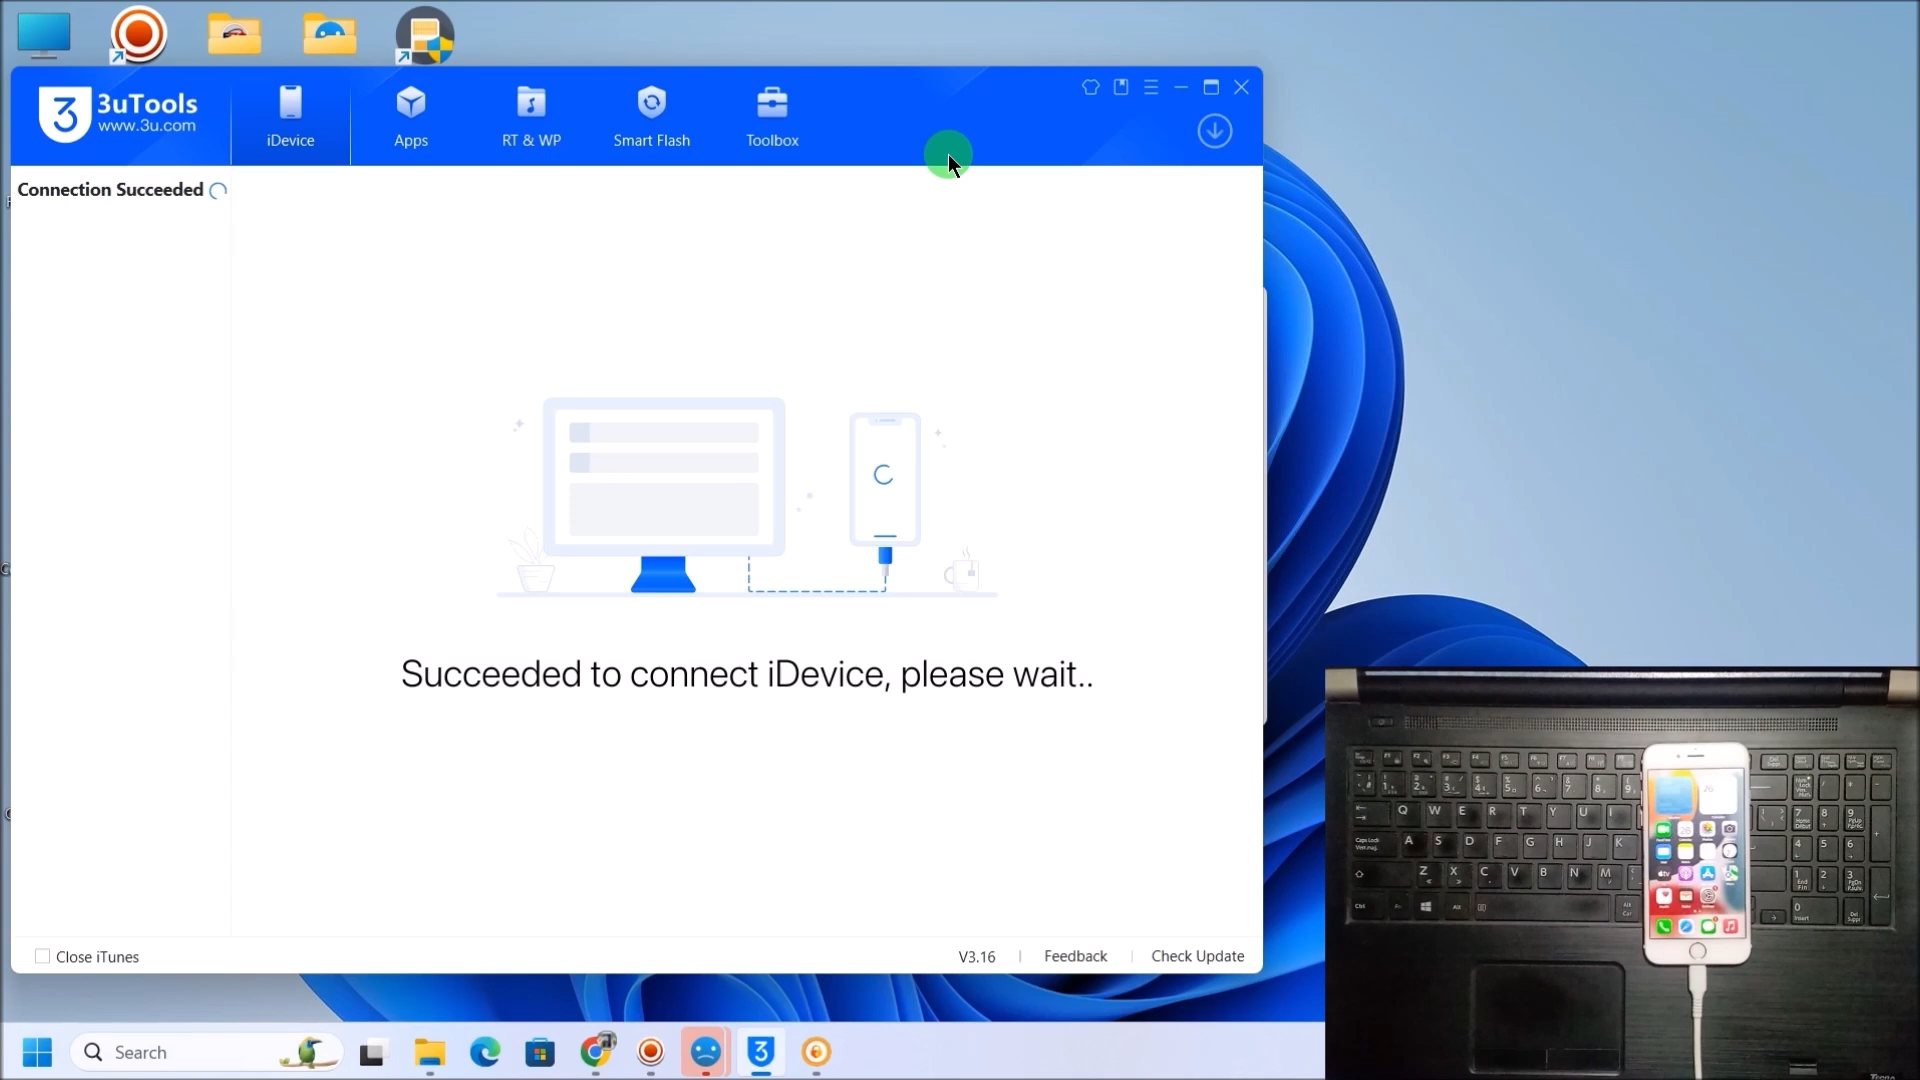 3uTools
www.3u.com
iDevice
Apps
RT & WP
Smart Flash
Toolbox
Connection Succeeded
Succeeded to connect iDevice, please wait..
Close iTunes
V3.16
Feedback
Check Update
Search
Q W E R T Y U I
A S D F G H J K
Z X C V B N M